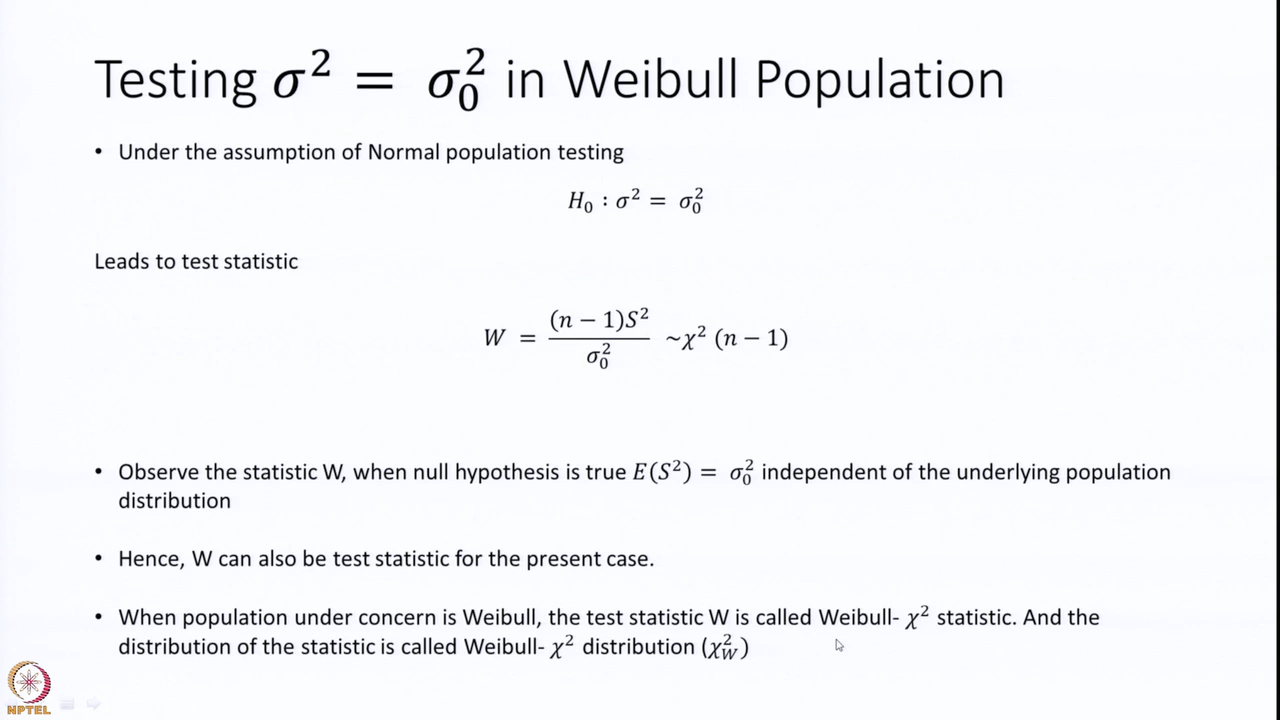 Testing σ² = σ₀² in Weibull Population
• Under the assumption of Normal population testing
H₀ : σ² = σ₀²
Leads to test statistic
W = (n − 1)S² / σ₀² ~χ² (n − 1)
• Observe the statistic W, when null hypothesis is true E(S²) = σ₀² independent of the underlying population
distribution
• Hence, W can also be test statistic for the present case.
• When population under concern is Weibull, the test statistic W is called Weibull- χ² statistic. And the
distribution of the statistic is called Weibull- χ² distribution (χ²_W)
NPTEL